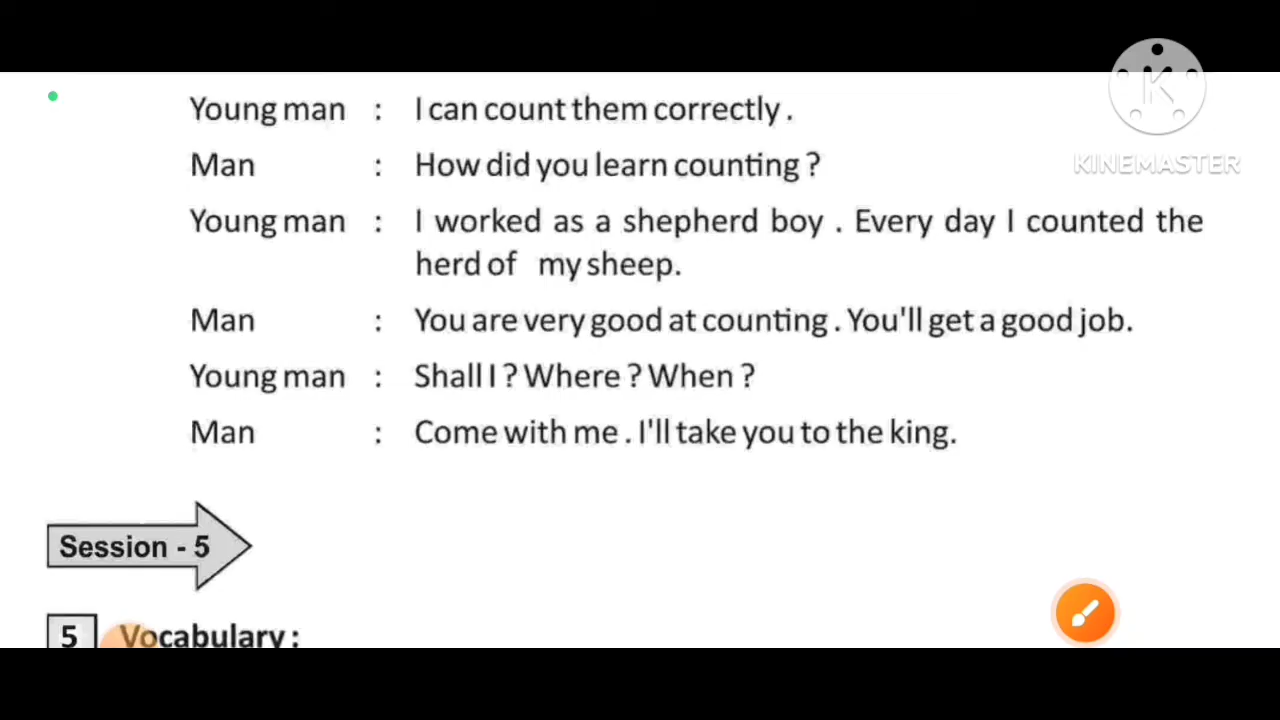 Young man : I can count them correctly .
Man : How did you learn counting ?
Young man : I worked as a shepherd boy . Every day I counted the
herd of my sheep.
Man : You are very good at counting . You'll get a good job.
Young man : Shall I ? Where ? When ?
Man : Come with me . I'll take you to the king.
Session - 5
5 Vocabulary :
K
KINEMASTER